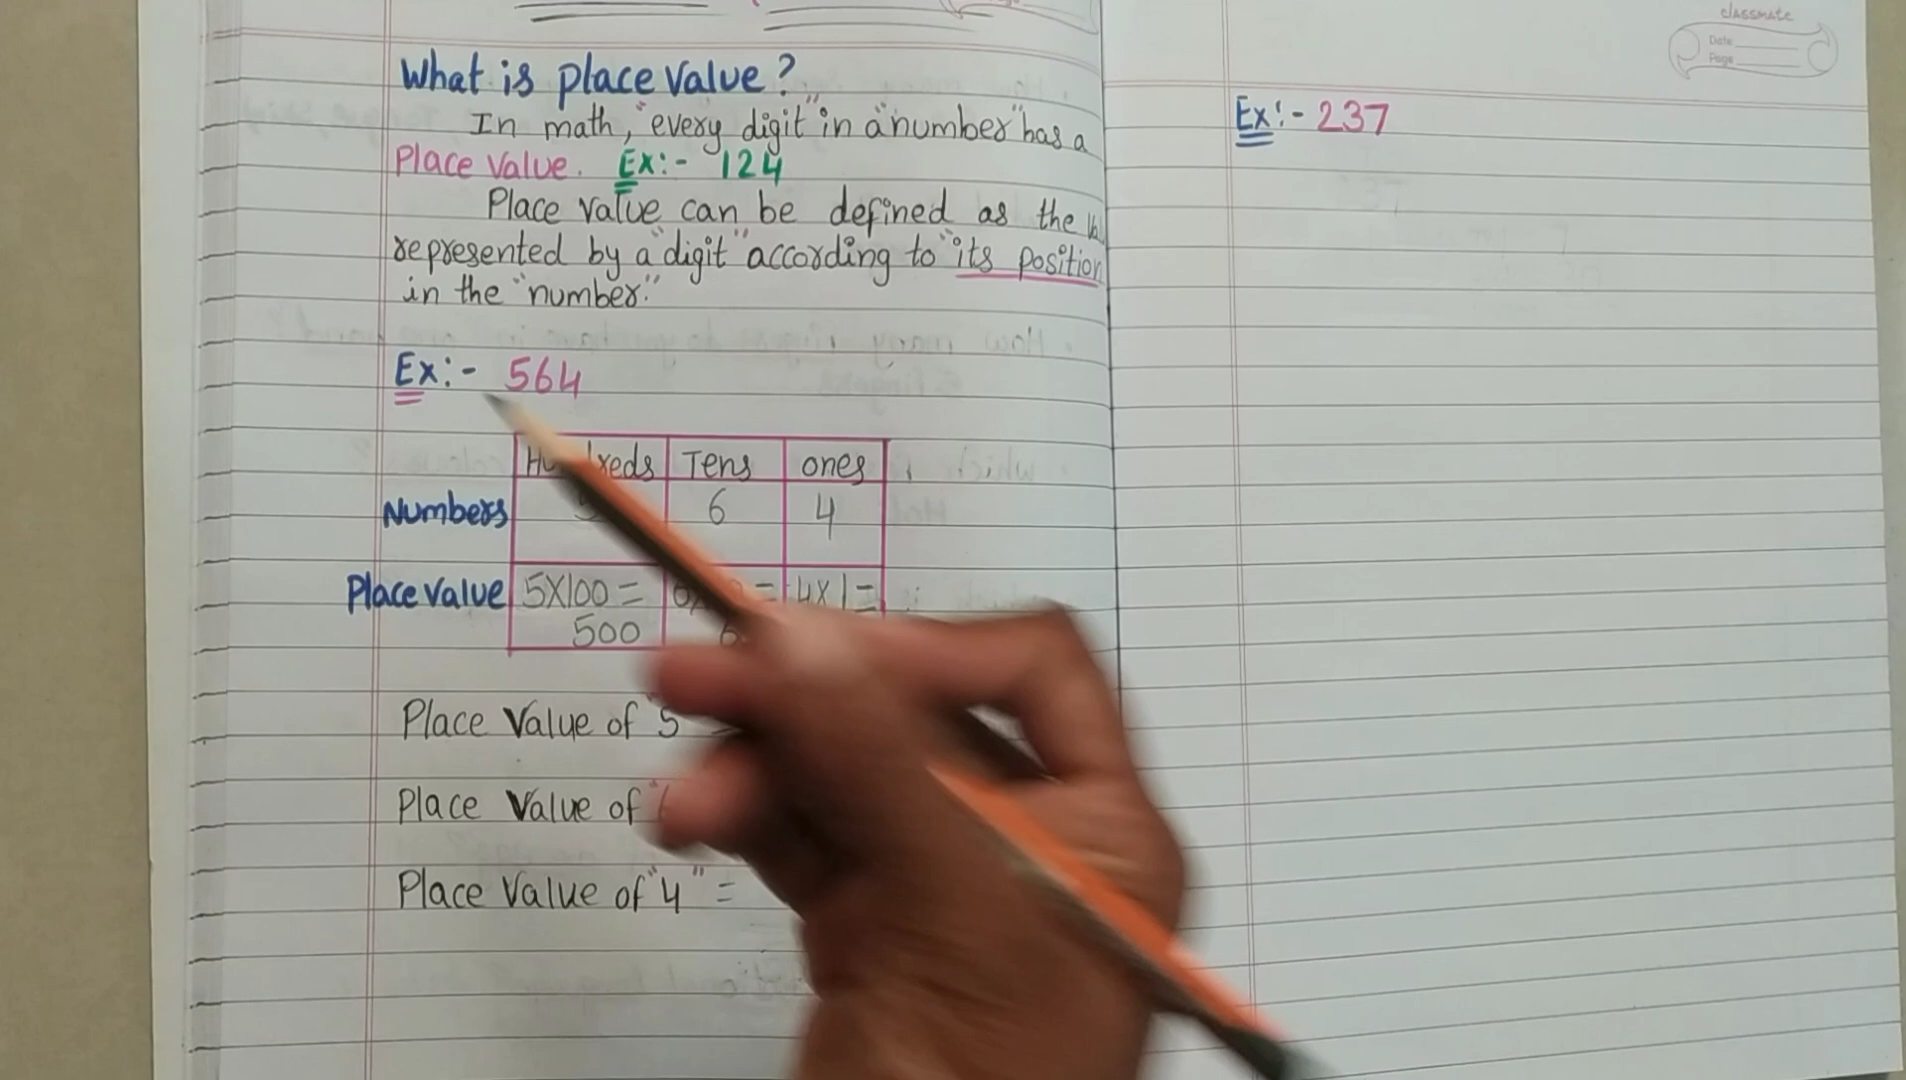 What is place value?
In math, "every digit" in a "number" has a
Place value. Ex:- 124
Place value can be defined as the
represented by a "digit" according to "its position
in the "number."
Ex:- 564
Hundreds Tens ones
Numbers 5 6 4
Place value 5X100 = = 4X1=
500 6
Place Value of "5
Place Value of "
Place Value of "4" =
classmate
Date
Page
Ex:- 237